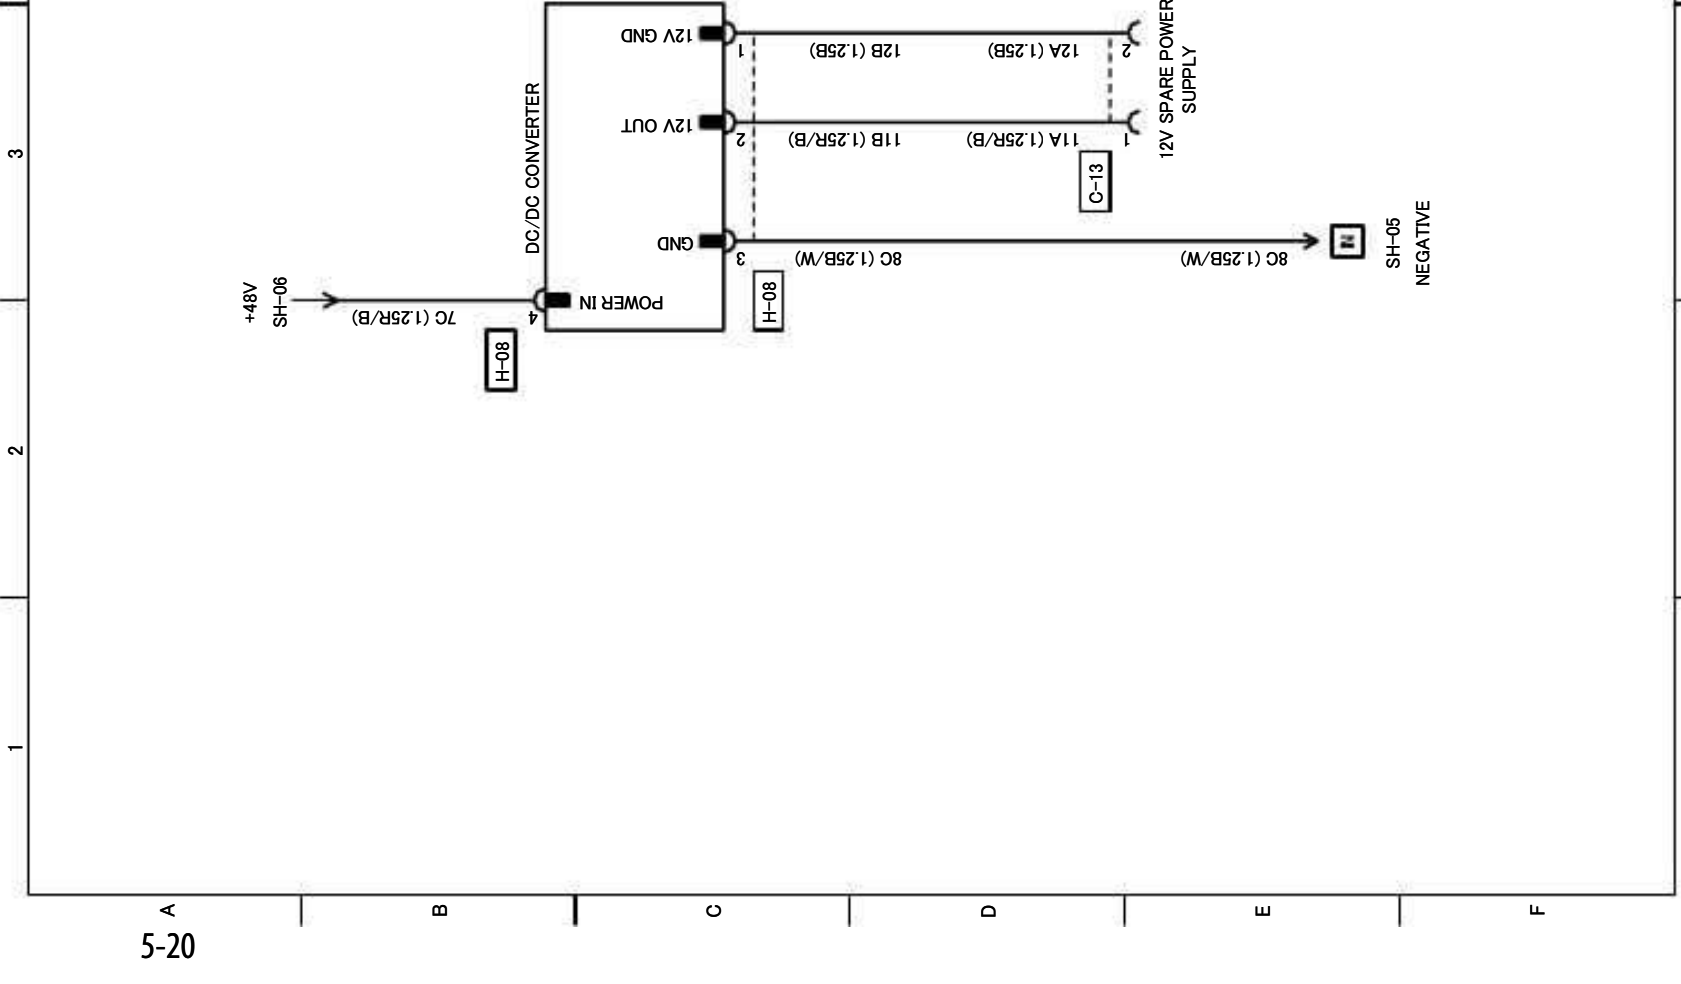 12V GND
1
12B (1.25B)
12A (1.25B)
2
12V SPARE POWER
SUPPLY
DC/DC CONVERTER
12V OUT
2
11B (1.25R/B)
11A (1.25R/B)
1
C-13
3
GND
3
8C (1.25B/W)
8C (1.25B/W)
N
SH-05
NEGATIVE
+48V
SH-06
7C (1.25R/B)
4
POWER IN
H-08
H-08
2
1
A
B
C
D
E
F
5-20